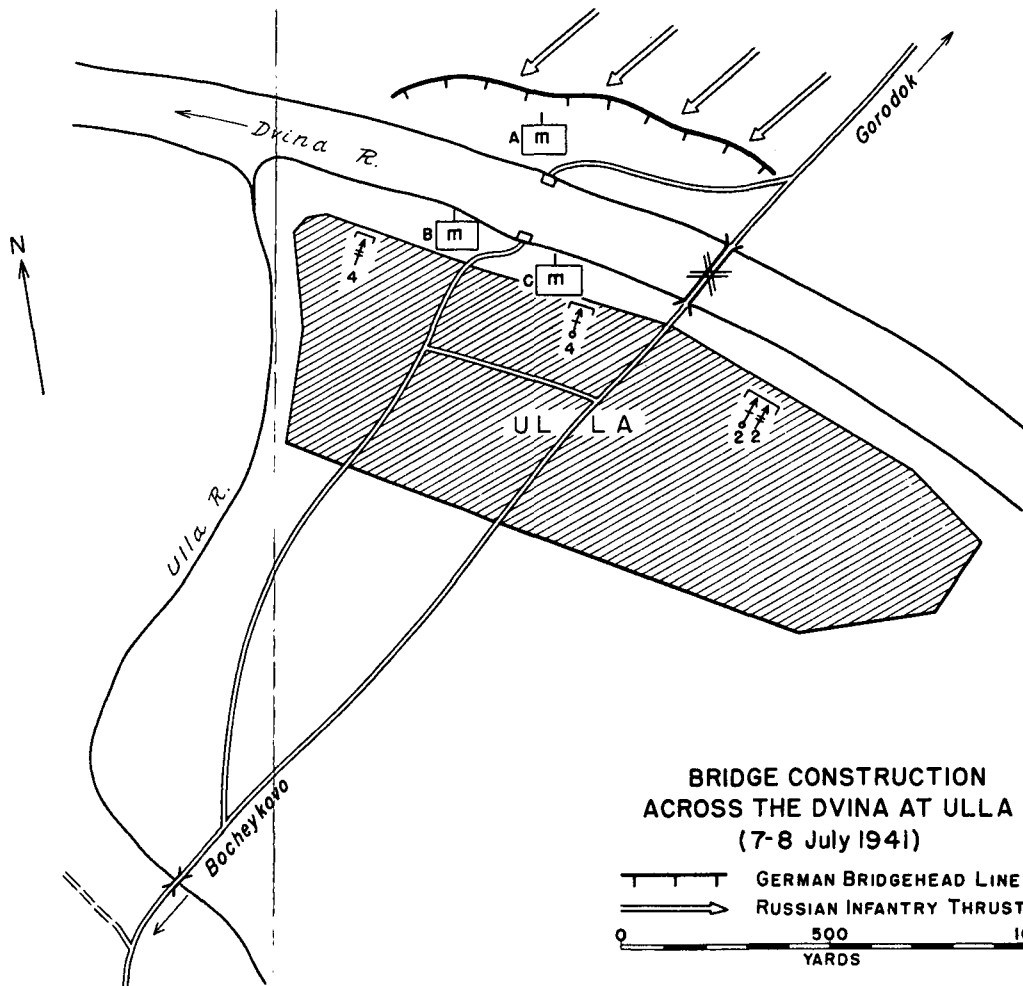 Gorodok
A m
Dvina R.
N
B m
C m
4
4
ULLA
2 2
Ulla R.
Bocheykovo
BRIDGE CONSTRUCTION
ACROSS THE DVINA AT ULLA
(7-8 July 1941)
GERMAN BRIDGEHEAD LINE
RUSSIAN INFANTRY THRUST
0 500 10
YARDS